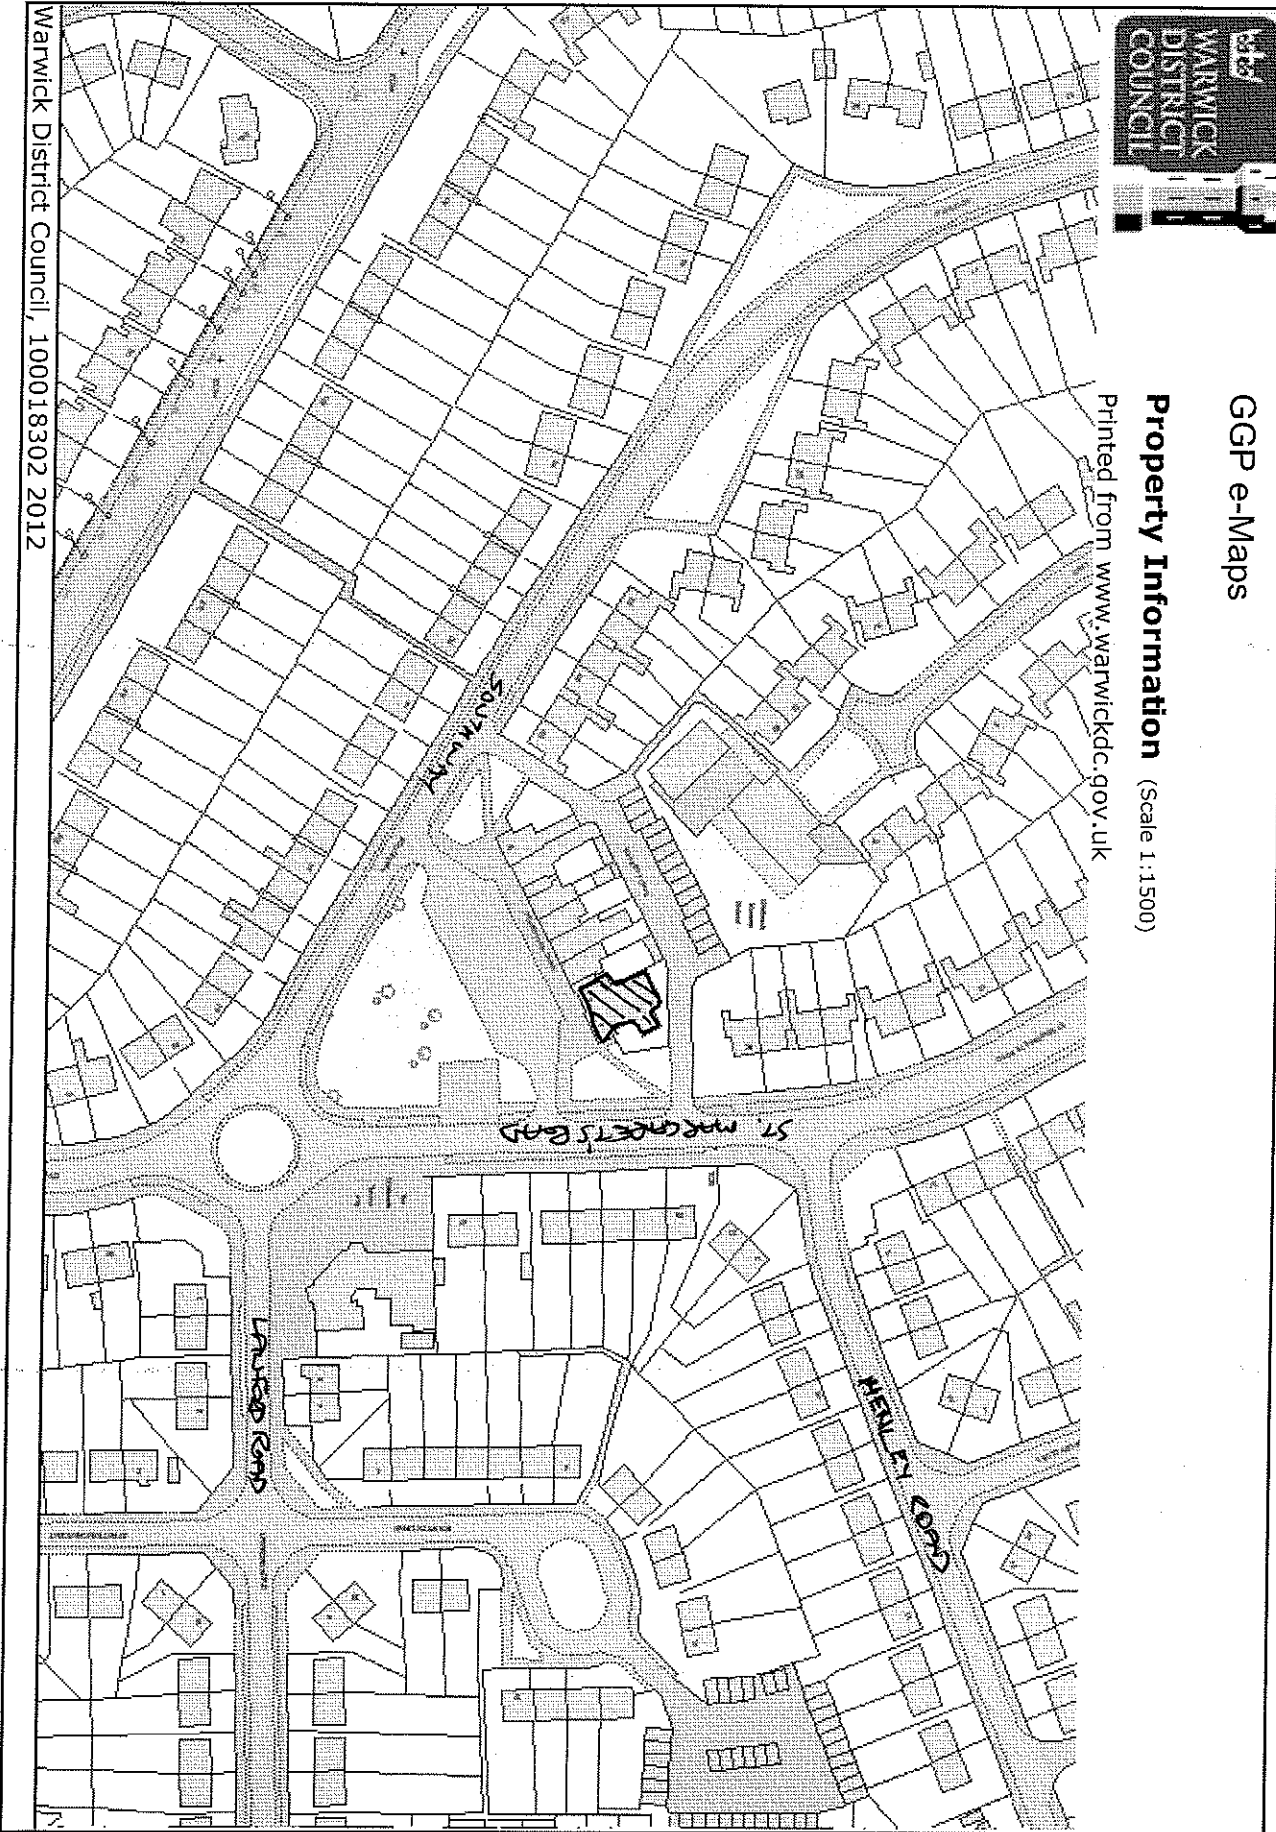 WARWICK
DISTRICT
COUNCIL
GGP e-Maps
Property Information (Scale 1:1500)
Printed from www.warwickdc.gov.uk
SOUTHWAY
ST. MARGARETS ROAD
HENLEY ROAD
LANFOD ROAD
Warwick District Council, 100018302 2012